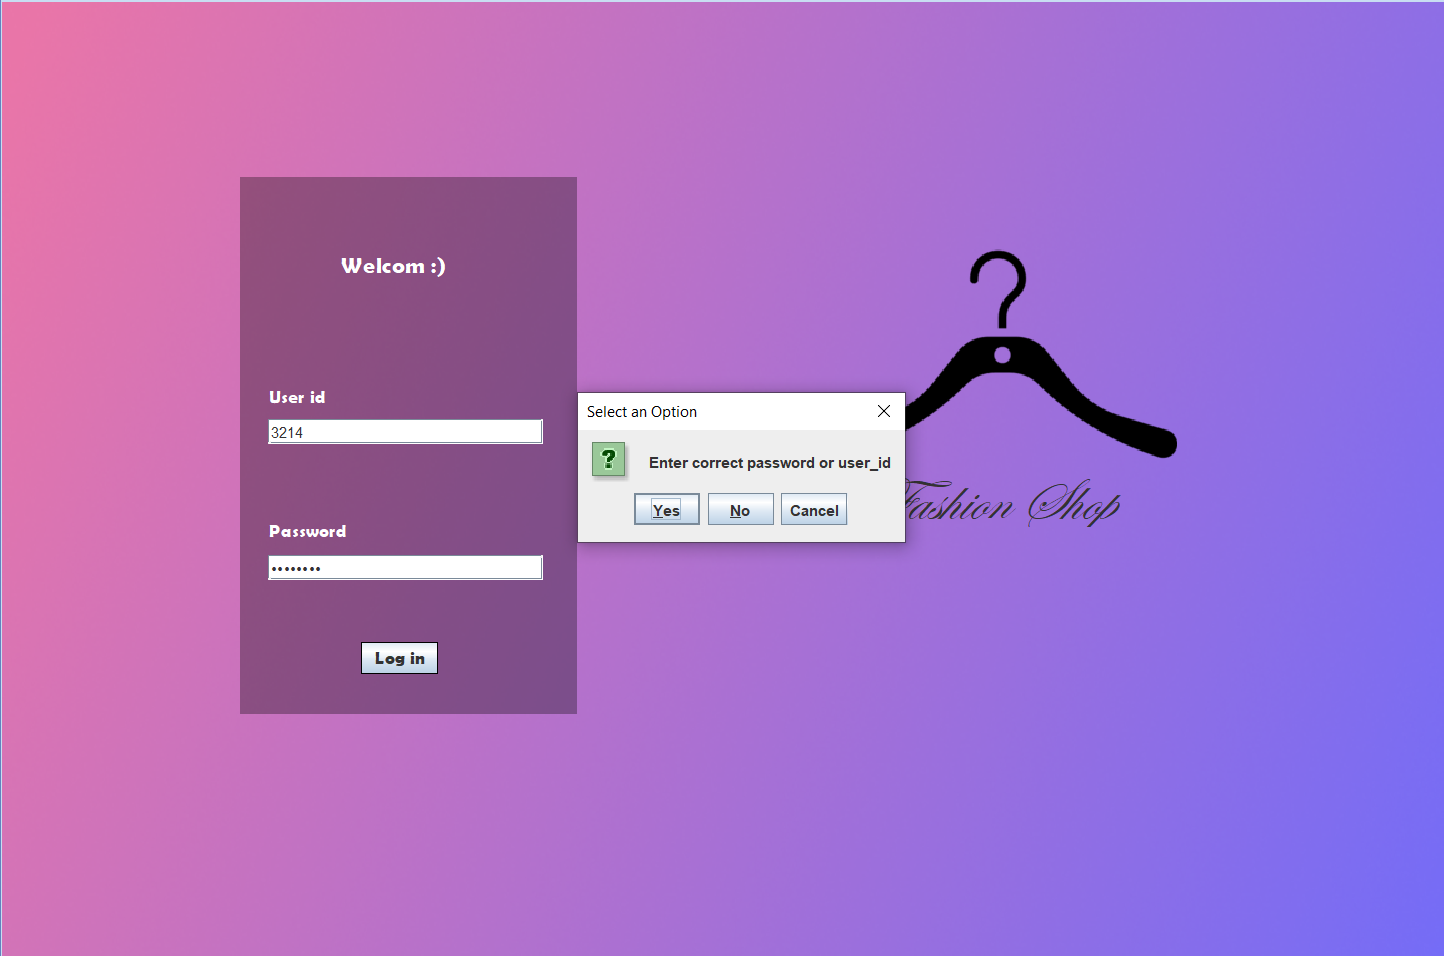 Welcom :)
User id
3214
Password
••••••••
Log in
Select an Option
?
Enter correct password or user_id
Yes No Cancel
Fashion Shop